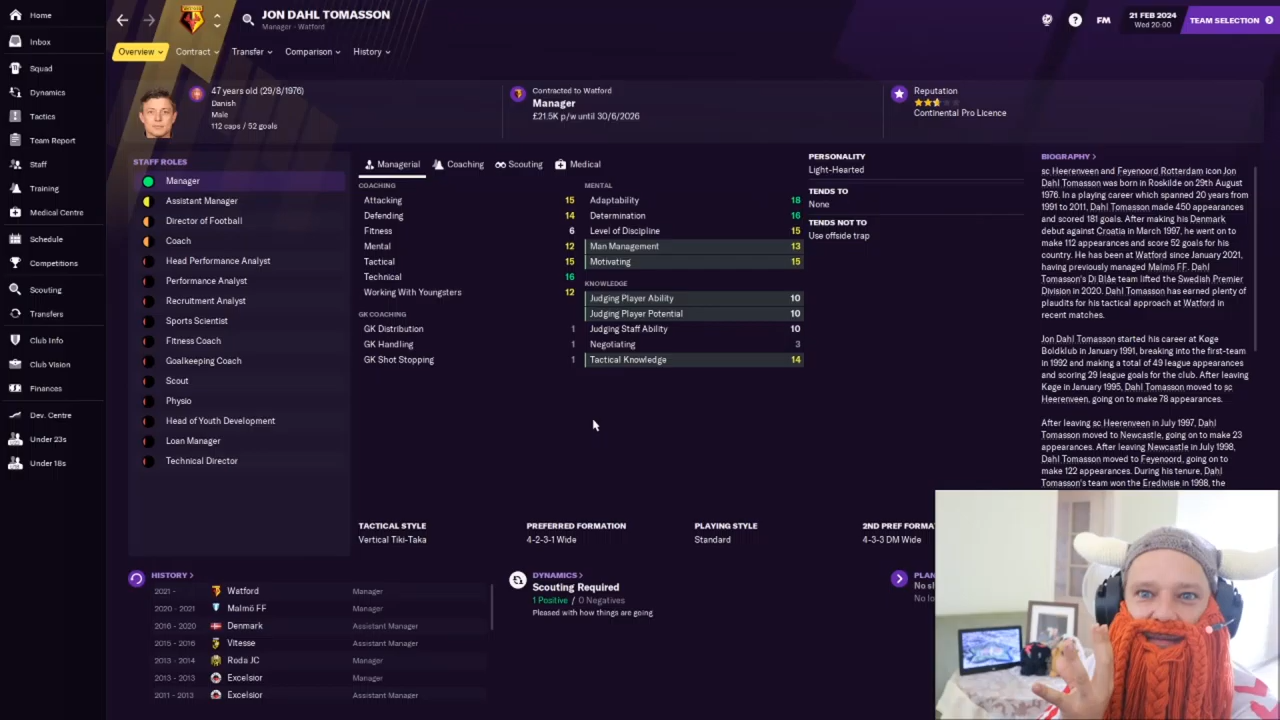 Home
Inbox
Squad
Dynamics
Tactics
Team Report
Staff
Training
Medical Centre
Schedule
Competitions
Scouting
Transfers
Club Info
Club Vision
Finances
Dev. Centre
Under 23s
Under 18s
JON DAHL TOMASSON
Manager - Watford
FM
21 FEB 2024
Wed 20:00
TEAM SELECTION
Overview
Contract
Transfer
Comparison
History
47 years old (29/8/1976)
Danish
Male
112 caps / 52 goals
Contracted to Watford
Manager
£21.5K p/w until 30/6/2026
Reputation
Continental Pro Licence
STAFF ROLES
Manager
Assistant Manager
Director of Football
Coach
Head Performance Analyst
Performance Analyst
Recruitment Analyst
Sports Scientist
Fitness Coach
Goalkeeping Coach
Scout
Physio
Head of Youth Development
Loan Manager
Technical Director
Managerial
Coaching
Scouting
Medical
COACHING
Attacking 15
Defending 14
Fitness 6
Mental 12
Tactical 15
Technical 16
Working With Youngsters 12
GK COACHING
GK Distribution 1
GK Handling 1
GK Shot Stopping 1
MENTAL
Adaptability 18
Determination 16
Level of Discipline 15
Man Management 13
Motivating 15
KNOWLEDGE
Judging Player Ability 10
Judging Player Potential 10
Judging Staff Ability 10
Negotiating 3
Tactical Knowledge 14
PERSONALITY
Light-Hearted
TENDS TO
None
TENDS NOT TO
Use offside trap
BIOGRAPHY >
sc Heerenveen and Feyenoord Rotterdam icon Jon
Dahl Tomasson was born in Roskilde on 29th August
1976. In a playing career which spanned 20 years from
1991 to 2011, Dahl Tomasson made 450 appearances
and scored 181 goals. After making his Denmark
debut against Croatia in March 1997, he went on to
make 112 appearances and score 52 goals for his
country. He has been at Watford since January 2021,
having previously managed Malmö FF. Dahl
Tomasson's Di Blåe team lifted the Swedish Premier
Division in 2020. Dahl Tomasson has earned plenty of
plaudits for his tactical approach at Watford in
recent matches.
Jon Dahl Tomasson started his career at Køge
Boldklub in January 1991, breaking into the first-team
in 1992 and making a total of 49 league appearances
and scoring 29 league goals for the club. After leaving
Køge in January 1995, Dahl Tomasson moved to sc
Heerenveen, going on to make 78 appearances.
After leaving sc Heerenveen in July 1997, Dahl
Tomasson moved to Newcastle, going on to make 23
appearances. After leaving Newcastle in July 1998,
Dahl Tomasson moved to Feyenoord, going on to
make 122 appearances. During his tenure, Dahl
Tomasson's team won the Eredivisie in 1998, the
TACTICAL STYLE
Vertical Tiki-Taka
PREFERRED FORMATION
4-2-3-1 Wide
PLAYING STYLE
Standard
2ND PREF FORMA
4-3-3 DM Wide
HISTORY >
2021 - Watford Manager
2020 - 2021 Malmö FF Manager
2016 - 2020 Denmark Assistant Manager
2015 - 2016 Vitesse Assistant Manager
2013 - 2014 Roda JC Manager
2013 - 2013 Excelsior Manager
2011 - 2013 Excelsior Assistant Manager
DYNAMICS >
Scouting Required
1 Positive / 0 Negatives
Pleased with how things are going.
PLAN
No sl
No lo